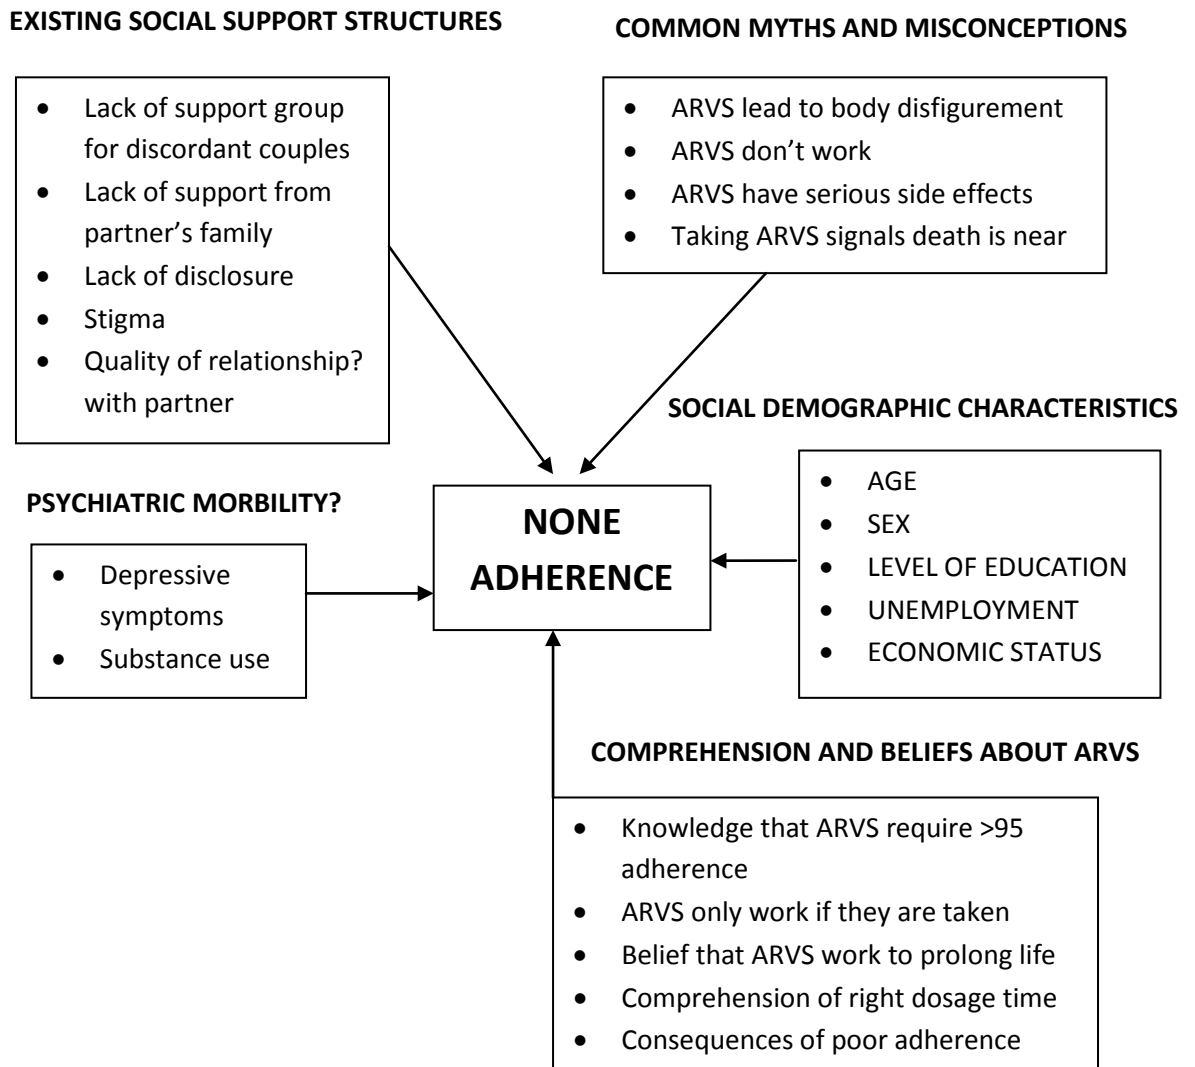 EXISTING SOCIAL SUPPORT STRUCTURES
• Lack of support group
for discordant couples
• Lack of support from
partner’s family
• Lack of disclosure
• Stigma
• Quality of relationship?
with partner
COMMON MYTHS AND MISCONCEPTIONS
• ARVS lead to body disfigurement
• ARVS don’t work
• ARVS have serious side effects
• Taking ARVS signals death is near
SOCIAL DEMOGRAPHIC CHARACTERISTICS
• AGE
• SEX
• LEVEL OF EDUCATION
• UNEMPLOYMENT
• ECONOMIC STATUS
PSYCHIATRIC MORBILITY?
• Depressive
symptoms
• Substance use
NONE
ADHERENCE
COMPREHENSION AND BELIEFS ABOUT ARVS
• Knowledge that ARVS require >95
adherence
• ARVS only work if they are taken
• Belief that ARVS work to prolong life
• Comprehension of right dosage time
• Consequences of poor adherence